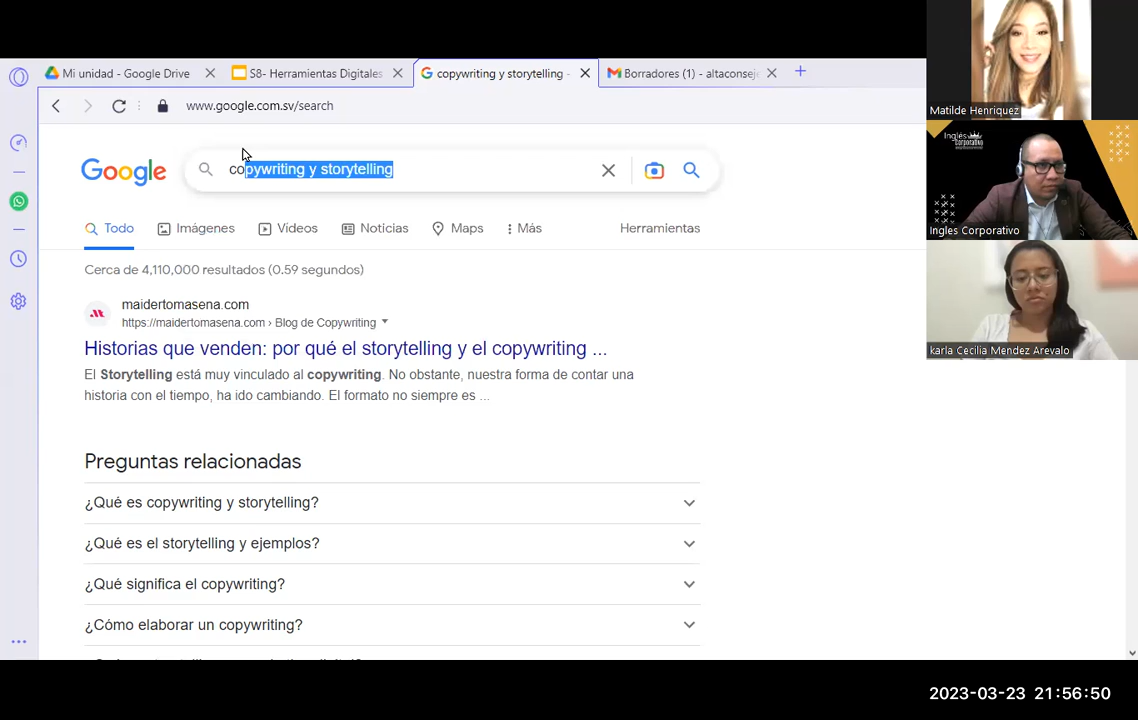 Mi unidad - Google Drive
S8- Herramientas Digitales
copywriting y storytelling -
Borradores (1) - altaconseje
www.google.com.sv/search
Google
copywriting y storytelling
Todo
Imágenes
Videos
Noticias
Maps
Más
Herramientas
Cerca de 4,110,000 resultados (0.59 segundos)
maidertomasena.com
https://maidertomasena.com › Blog de Copywriting
Historias que venden: por qué el storytelling y el copywriting ...
El Storytelling está muy vinculado al copywriting. No obstante, nuestra forma de contar una
historia con el tiempo, ha ido cambiando. El formato no siempre es ...
Preguntas relacionadas
¿Qué es copywriting y storytelling?
¿Qué es el storytelling y ejemplos?
¿Qué significa el copywriting?
¿Cómo elaborar un copywriting?
Matilde Henriquez
Inglés
Corporativo
Ingles Corporativo
karla Cecilia Mendez Arevalo
2023-03-23 21:56:50